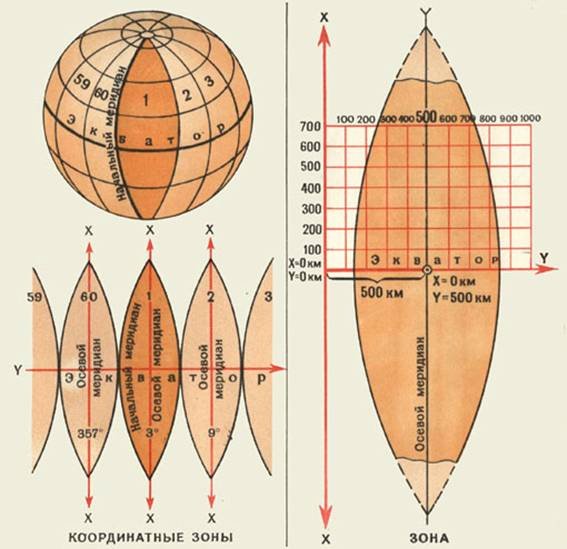 59
60
1
2
3
Экватор
Начальный меридиан
X X X
59 60 1 2 3
Осевой меридиан
Начальный меридиан
Осевой меридиан
Осевой меридиан
Y
Экватор
357° 3° 9°
X X X
КООРДИНАТНЫЕ ЗОНЫ
X Y
100 200 300 400 500 600 700 800 900 1000
700
600
500
400
300
200
100
Экватор
X=0 км
Y=0 км
Y
500 км
X=0 км
Y=500 км
Осевой меридиан
X
ЗОНА